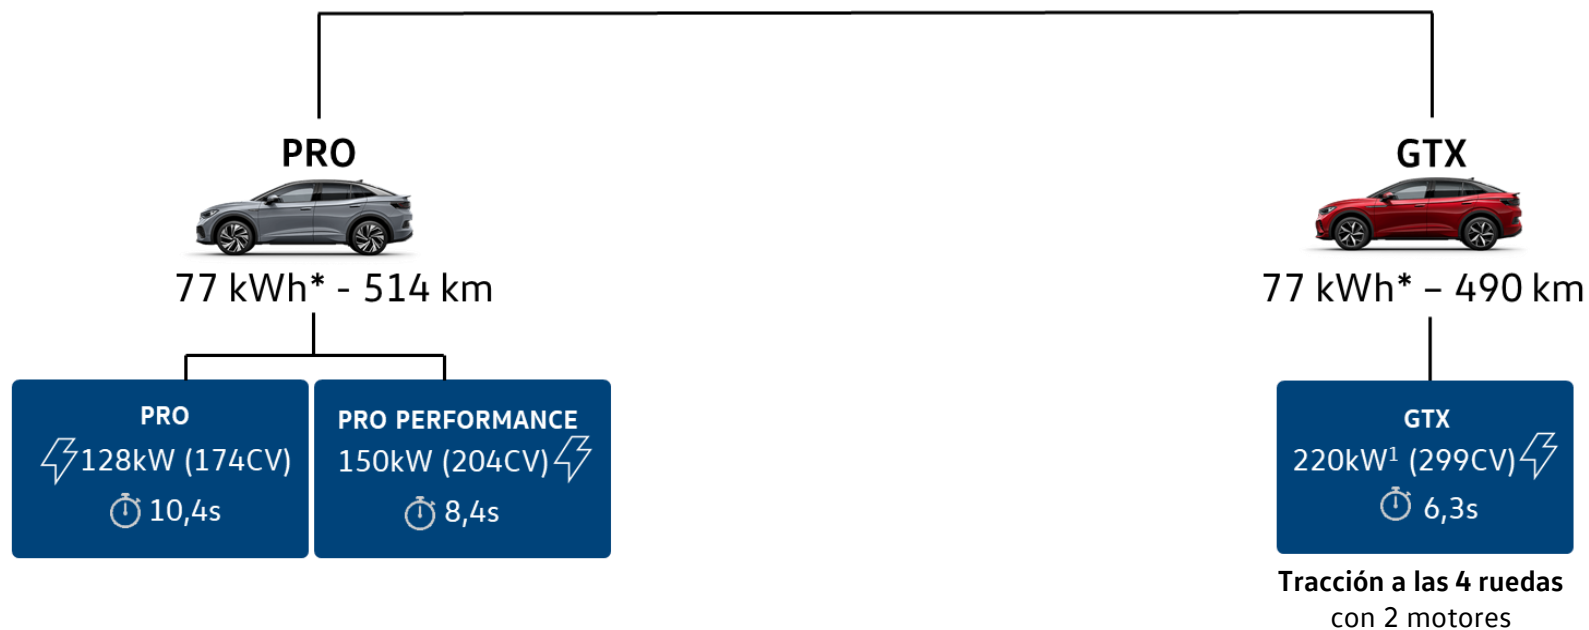 PRO
77 kWh* - 514 km
PRO
128kW (174CV)
10,4s
PRO PERFORMANCE
150kW (204CV)
8,4s
GTX
77 kWh* – 490 km
GTX
220kW¹ (299CV)
6,3s
Tracción a las 4 ruedas
con 2 motores